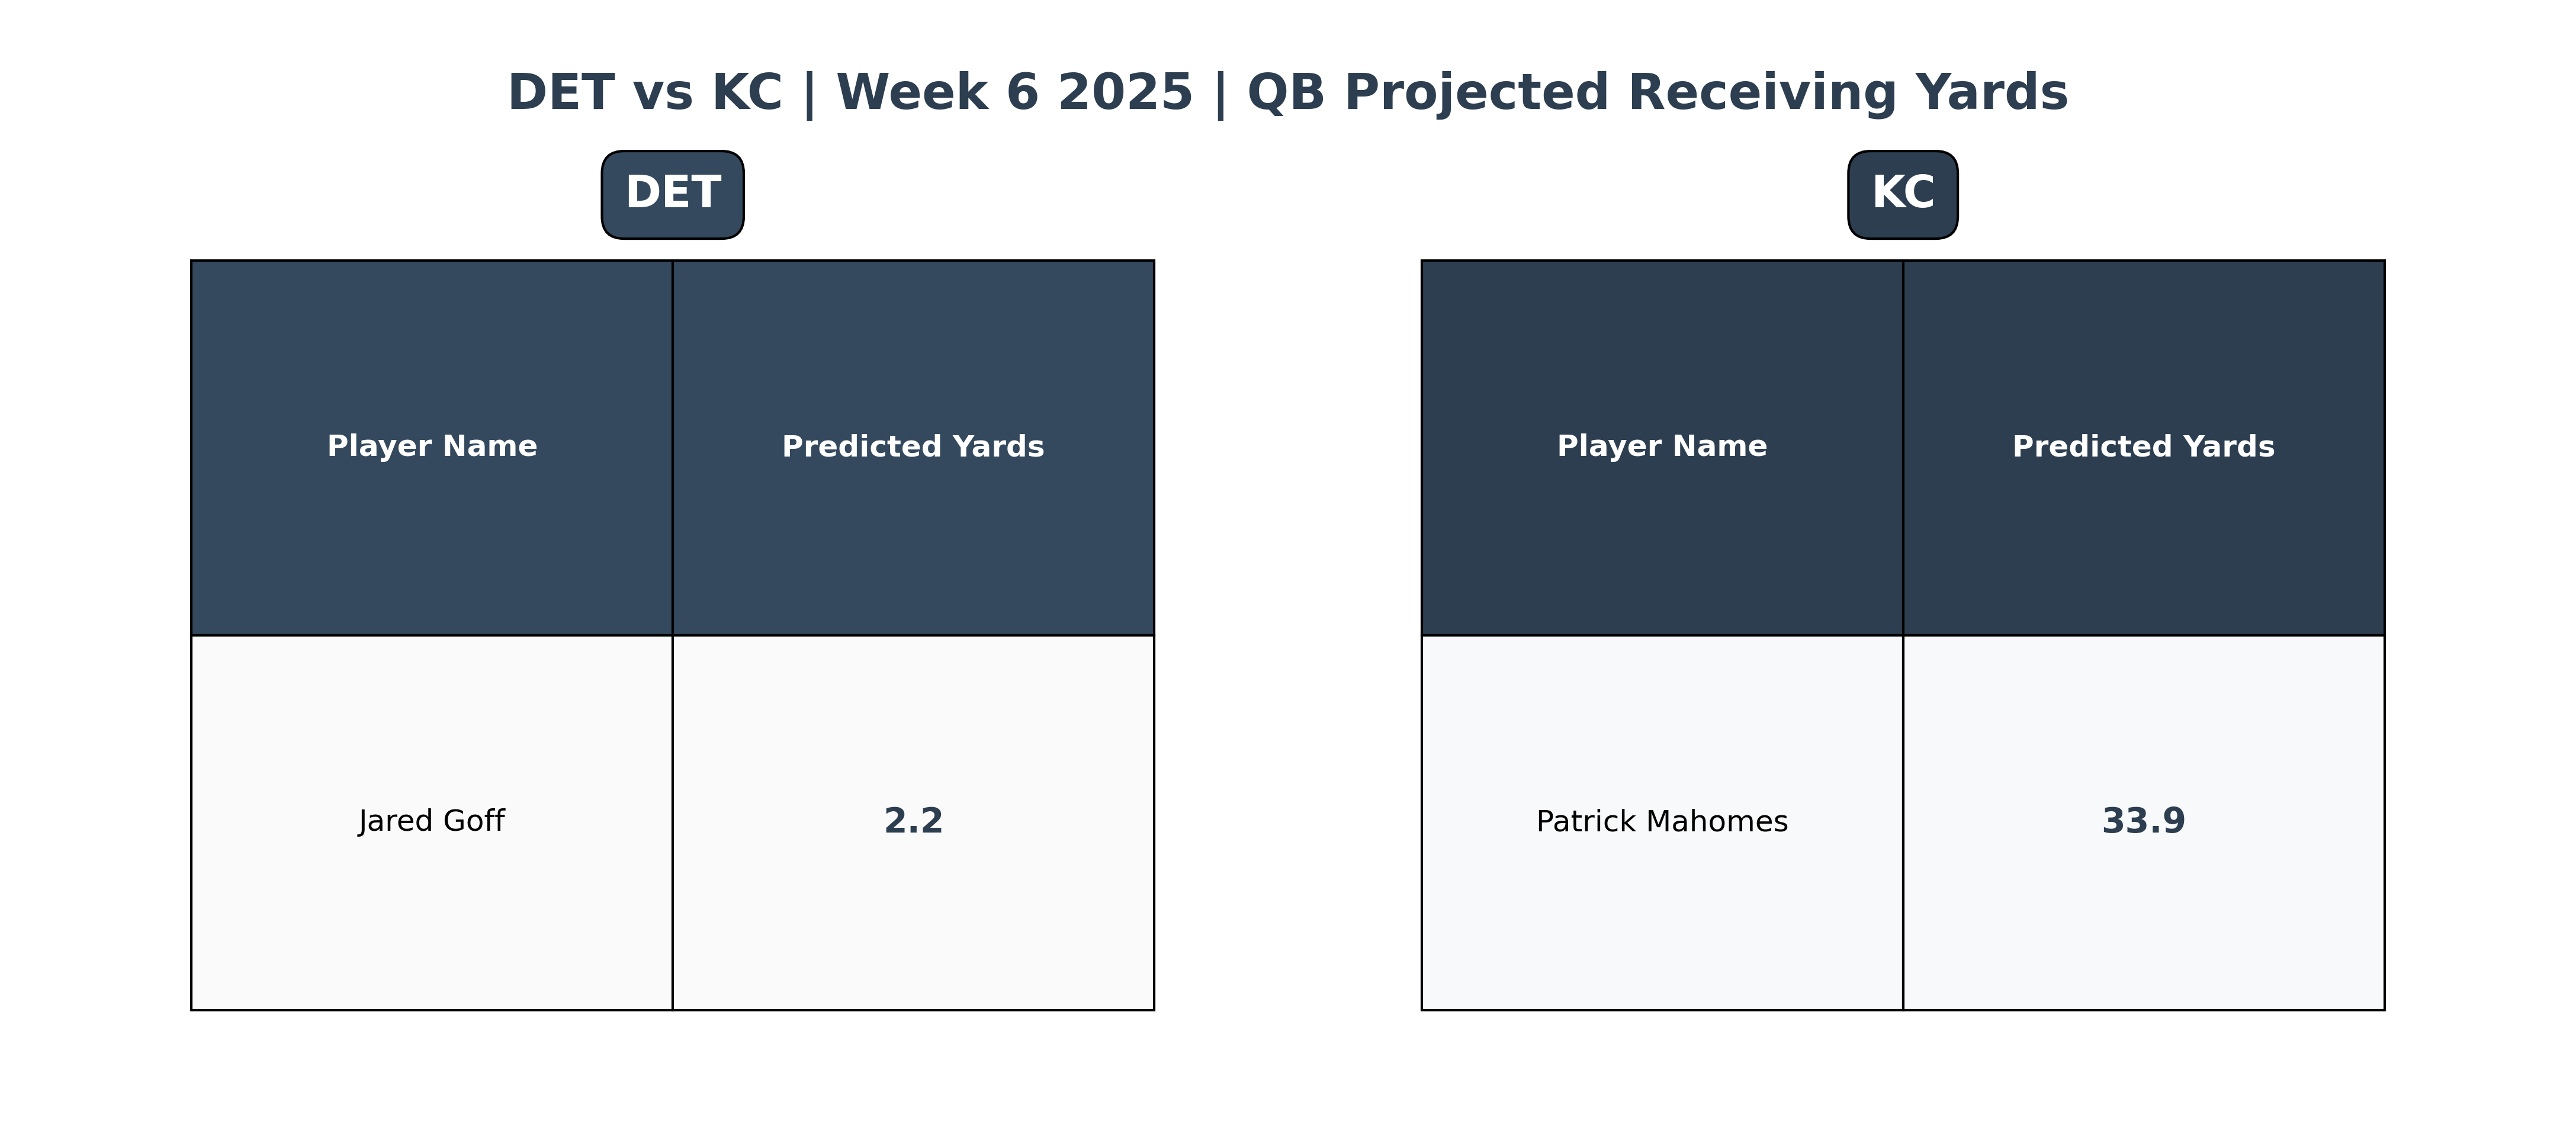 DET vs KC | Week 6 2025 | QB Projected Receiving Yards
DET
Player Name Predicted Yards
Jared Goff 2.2
KC
Player Name Predicted Yards
Patrick Mahomes 33.9